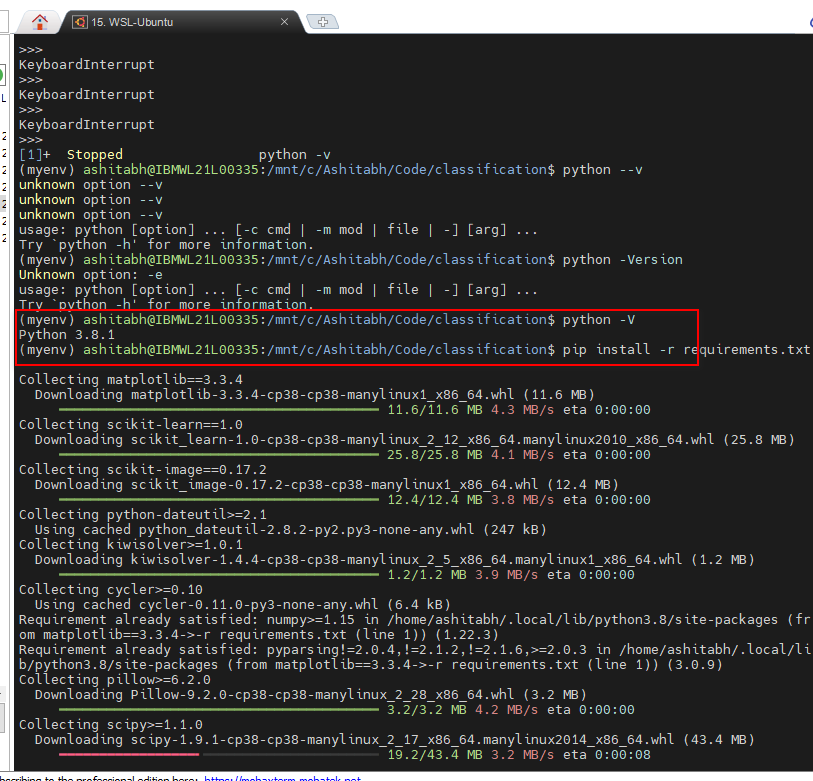 15. WSL-Ubuntu
>>>
KeyboardInterrupt
>>>
KeyboardInterrupt
>>>
KeyboardInterrupt
>>>
[1]+  Stopped                 python -v
(myenv) ashitabh@IBMWL21L00335:/mnt/c/Ashitabh/Code/classification$ python --v
unknown option --v
unknown option --v
unknown option --v
usage: python [option] ... [-c cmd | -m mod | file | -] [arg] ...
Try `python -h' for more information.
(myenv) ashitabh@IBMWL21L00335:/mnt/c/Ashitabh/Code/classification$ python -Version
Unknown option: -e
usage: python [option] ... [-c cmd | -m mod | file | -] [arg] ...
Try `python -h' for more information.
(myenv) ashitabh@IBMWL21L00335:/mnt/c/Ashitabh/Code/classification$ python -V
Python 3.8.1
(myenv) ashitabh@IBMWL21L00335:/mnt/c/Ashitabh/Code/classification$ pip install -r requirements.txt
Collecting matplotlib==3.3.4
  Downloading matplotlib-3.3.4-cp38-cp38-manylinux1_x86_64.whl (11.6 MB)
11.6/11.6 MB 4.3 MB/s eta 0:00:00
Collecting scikit-learn==1.0
  Downloading scikit_learn-1.0-cp38-cp38-manylinux_2_12_x86_64.manylinux2010_x86_64.whl (25.8 MB)
25.8/25.8 MB 4.1 MB/s eta 0:00:00
Collecting scikit-image==0.17.2
  Downloading scikit_image-0.17.2-cp38-cp38-manylinux1_x86_64.whl (12.4 MB)
12.4/12.4 MB 3.8 MB/s eta 0:00:00
Collecting python-dateutil>=2.1
  Using cached python_dateutil-2.8.2-py2.py3-none-any.whl (247 kB)
Collecting kiwisolver>=1.0.1
  Downloading kiwisolver-1.4.4-cp38-cp38-manylinux_2_5_x86_64.manylinux1_x86_64.whl (1.2 MB)
1.2/1.2 MB 3.9 MB/s eta 0:00:00
Collecting cycler>=0.10
  Using cached cycler-0.11.0-py3-none-any.whl (6.4 kB)
Requirement already satisfied: numpy>=1.15 in /home/ashitabh/.local/lib/python3.8/site-packages (fr
om matplotlib==3.3.4->-r requirements.txt (line 1)) (1.22.3)
Requirement already satisfied: pyparsing!=2.0.4,!=2.1.2,!=2.1.6,>=2.0.3 in /home/ashitabh/.local/li
b/python3.8/site-packages (from matplotlib==3.3.4->-r requirements.txt (line 1)) (3.0.9)
Collecting pillow>=6.2.0
  Downloading Pillow-9.2.0-cp38-cp38-manylinux_2_28_x86_64.whl (3.2 MB)
3.2/3.2 MB 4.2 MB/s eta 0:00:00
Collecting scipy>=1.1.0
  Downloading scipy-1.9.1-cp38-cp38-manylinux_2_17_x86_64.manylinux2014_x86_64.whl (43.4 MB)
19.2/43.4 MB 3.2 MB/s eta 0:00:08
to the professional edition here: https://mobaxterm.mobatek.net